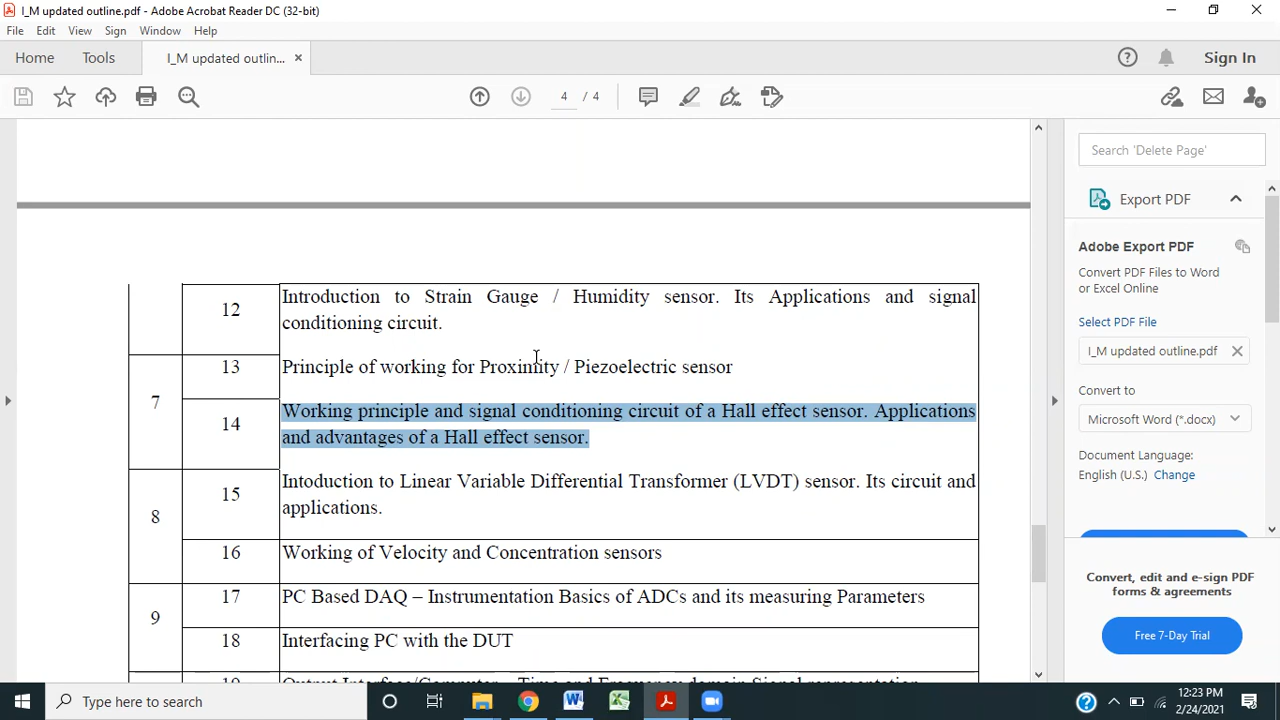 I_M updated outline.pdf - Adobe Acrobat Reader DC (32-bit)
File Edit View Sign Window Help
Home Tools I_M updated outlin... × Sign In
4 / 4
Search 'Delete Page'
Export PDF
Adobe Export PDF
Convert PDF Files to Word
or Excel Online
Select PDF File
I_M updated outline.pdf
Convert to
Microsoft Word (*.docx)
Document Language:
English (U.S.) Change
Convert, edit and e-sign PDF
forms & agreements
Free 7-Day Trial
12 Introduction to Strain Gauge / Humidity sensor. Its Applications and signal
conditioning circuit.
7 13 Principle of working for Proximity / Piezoelectric sensor
14 Working principle and signal conditioning circuit of a Hall effect sensor. Applications
and advantages of a Hall effect sensor.
8 15 Intoduction to Linear Variable Differential Transformer (LVDT) sensor. Its circuit and
applications.
16 Working of Velocity and Concentration sensors
9 17 PC Based DAQ – Instrumentation Basics of ADCs and its measuring Parameters
18 Interfacing PC with the DUT
Type here to search
12:23 PM
2/24/2021